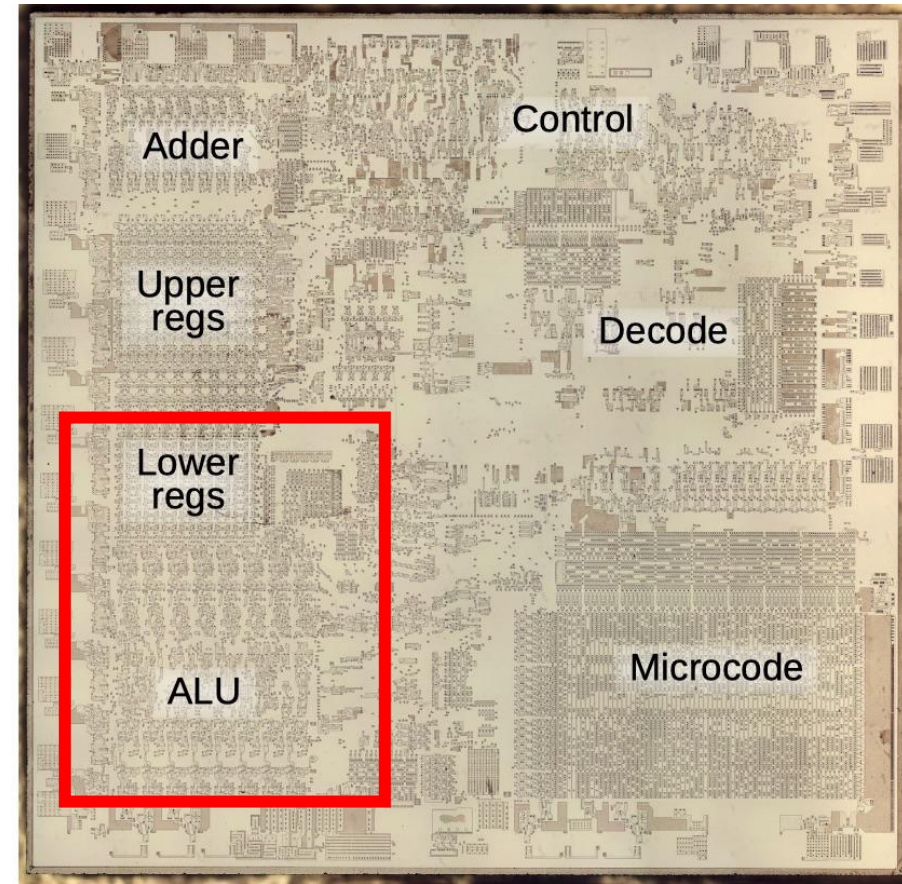 Adder
Control
Upper
regs
Decode
Lower
regs
ALU
Microcode